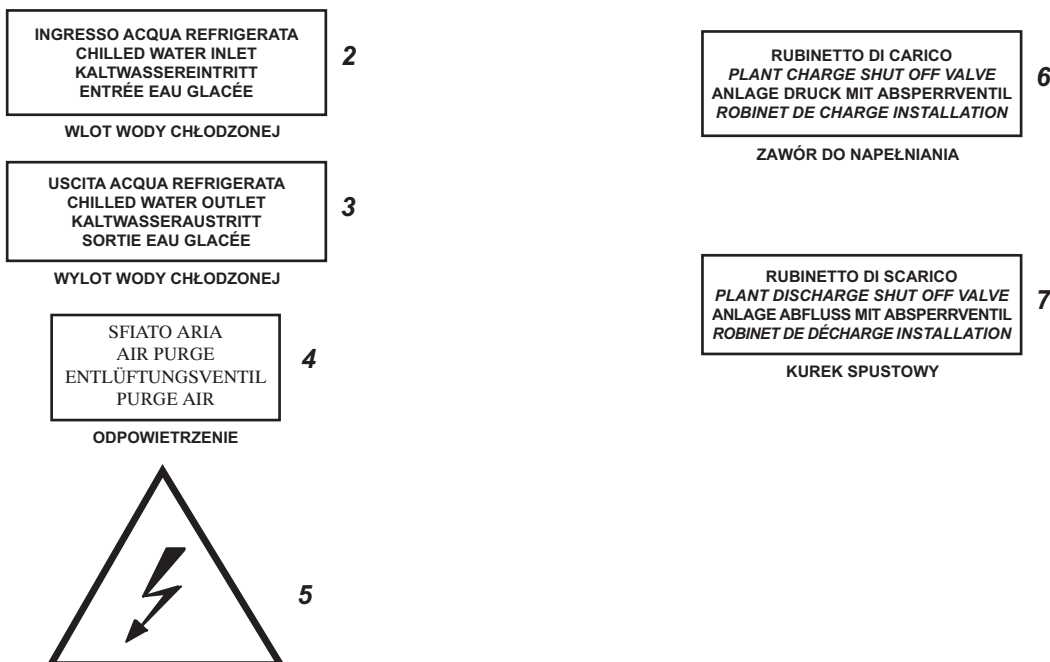 INGRESSO ACQUA REFRIGERATA
CHILLED WATER INLET
KALTWASSEREINTRITT
ENTRÉE EAU GLACÉE
2
WLOT WODY CHŁODZONEJ
USCITA ACQUA REFRIGERATA
CHILLED WATER OUTLET
KALTWASSERAUSTRITT
SORTIE EAU GLACÉE
3
WYLOT WODY CHŁODZONEJ
SFIATO ARIA
AIR PURGE
ENTLÜFTUNGSVENTIL
PURGE AIR
4
ODPOWIETRZENIE
5
RUBINETTO DI CARICO
PLANT CHARGE SHUT OFF VALVE
ANLAGE DRUCK MIT ABSPERRVENTIL
ROBINET DE CHARGE INSTALLATION
6
ZAWÓR DO NAPEŁNIANIA
RUBINETTO DI SCARICO
PLANT DISCHARGE SHUT OFF VALVE
ANLAGE ABFLUSS MIT ABSPERRVENTIL
ROBINET DE DÉCHARGE INSTALLATION
7
KUREK SPUSTOWY